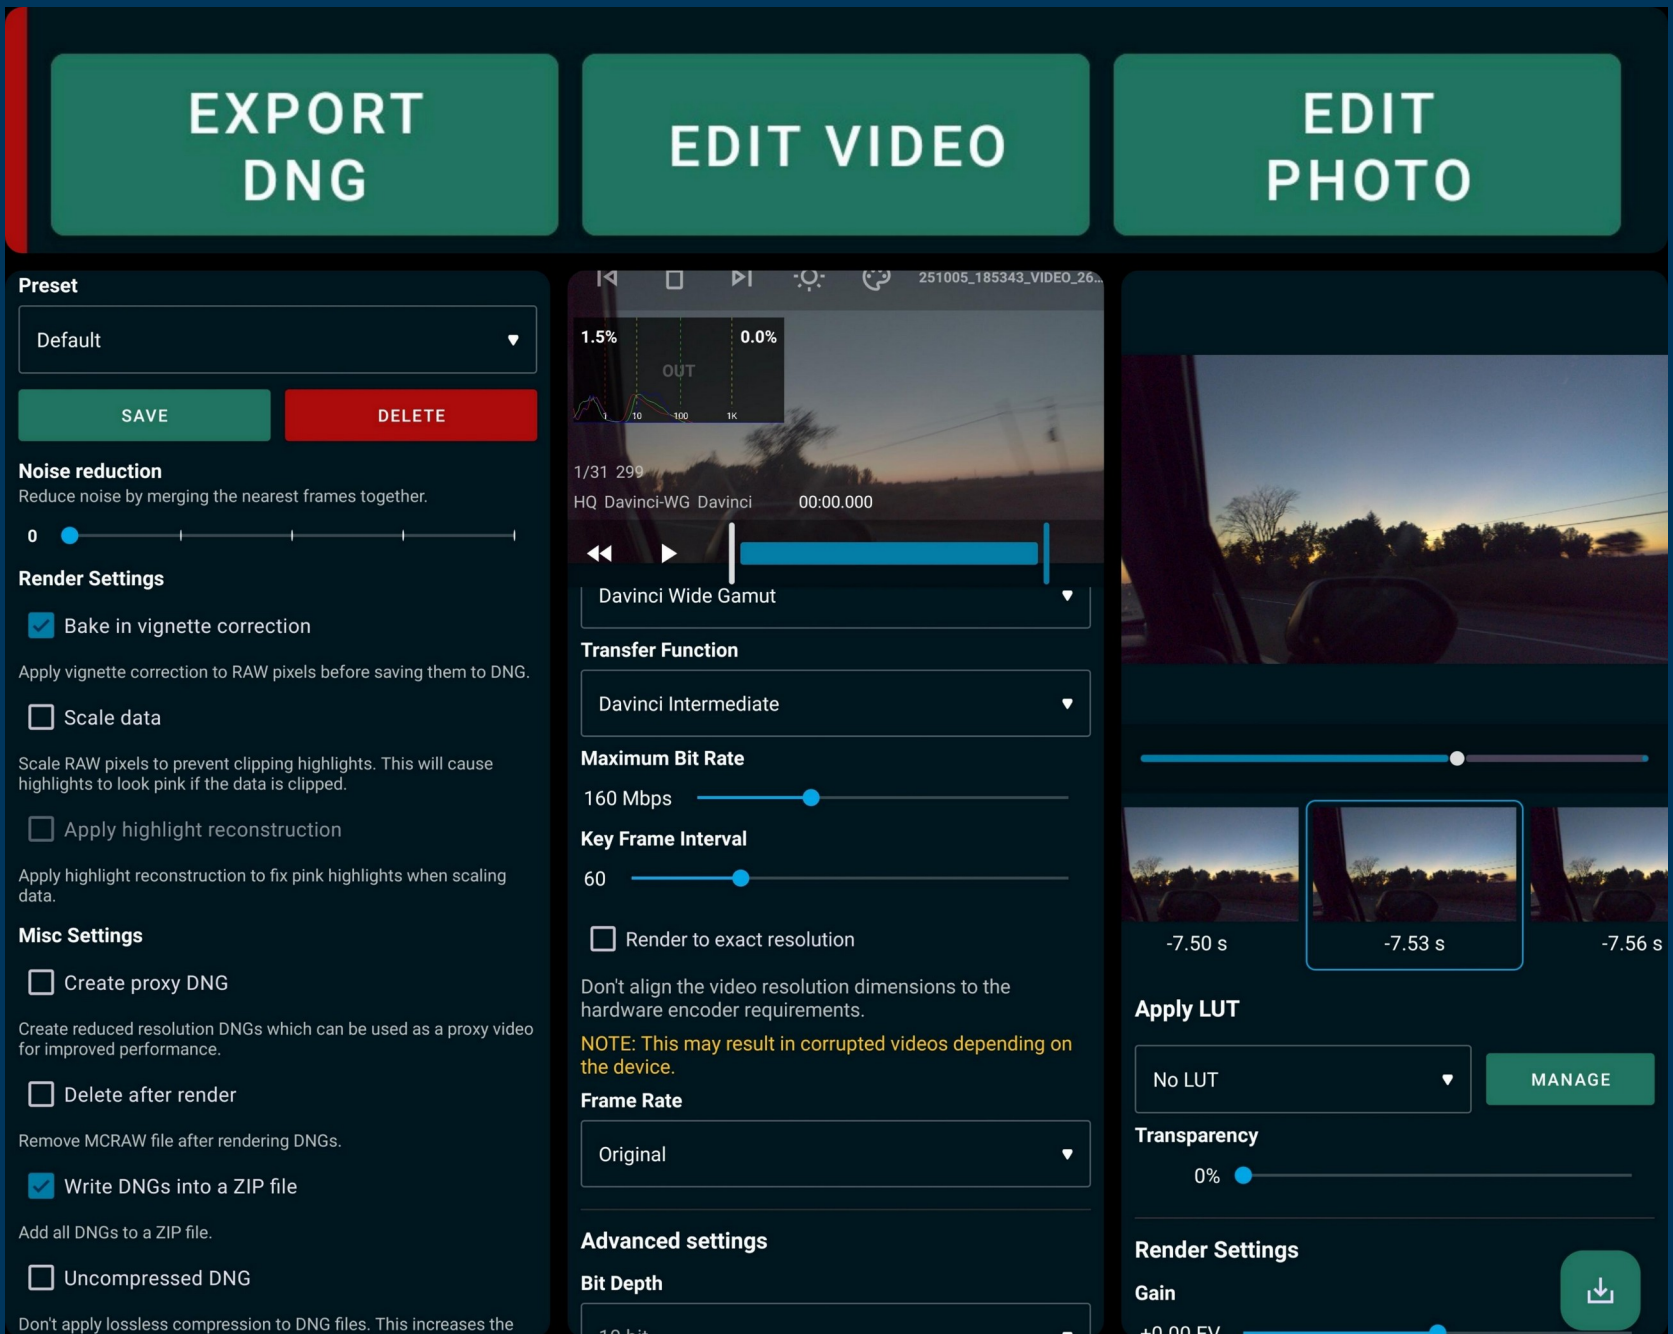 EXPORT
DNG
EDIT VIDEO
EDIT
PHOTO
Preset
Default
SAVE
DELETE
Noise reduction
Reduce noise by merging the nearest frames together.
0
Render Settings
Bake in vignette correction
Apply vignette correction to RAW pixels before saving them to DNG.
Scale data
Scale RAW pixels to prevent clipping highlights. This will cause
highlights to look pink if the data is clipped.
Apply highlight reconstruction
Apply highlight reconstruction to fix pink highlights when scaling
data.
Misc Settings
Create proxy DNG
Create reduced resolution DNGs which can be used as a proxy video
for improved performance.
Delete after render
Remove MCRAW file after rendering DNGs.
Write DNGs into a ZIP file
Add all DNGs to a ZIP file.
Uncompressed DNG
Don't apply lossless compression to DNG files. This increases the
251005_185343_VIDEO_26...
1.5%
0.0%
OUT
1 10 100 1K
1/31 299
HQ Davinci-WG Davinci 00:00.000
Davinci Wide Gamut
Transfer Function
Davinci Intermediate
Maximum Bit Rate
160 Mbps
Key Frame Interval
60
Render to exact resolution
Don't align the video resolution dimensions to the
hardware encoder requirements.
NOTE: This may result in corrupted videos depending on
the device.
Frame Rate
Original
Advanced settings
Bit Depth
10 bit
-7.50 s
-7.53 s
-7.56 s
Apply LUT
No LUT
MANAGE
Transparency
0%
Render Settings
Gain
+0.00 EV